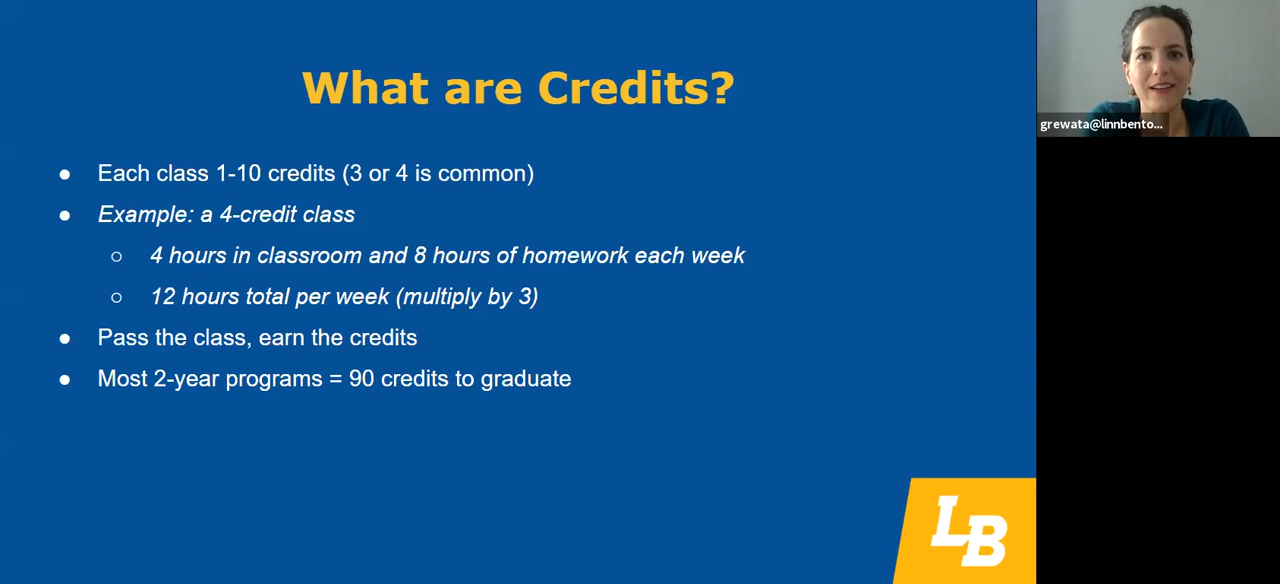 What are Credits?
● Each class 1-10 credits (3 or 4 is common)
● Example: a 4-credit class
○ 4 hours in classroom and 8 hours of homework each week
○ 12 hours total per week (multiply by 3)
● Pass the class, earn the credits
● Most 2-year programs = 90 credits to graduate
LB
grewata@linnbento...